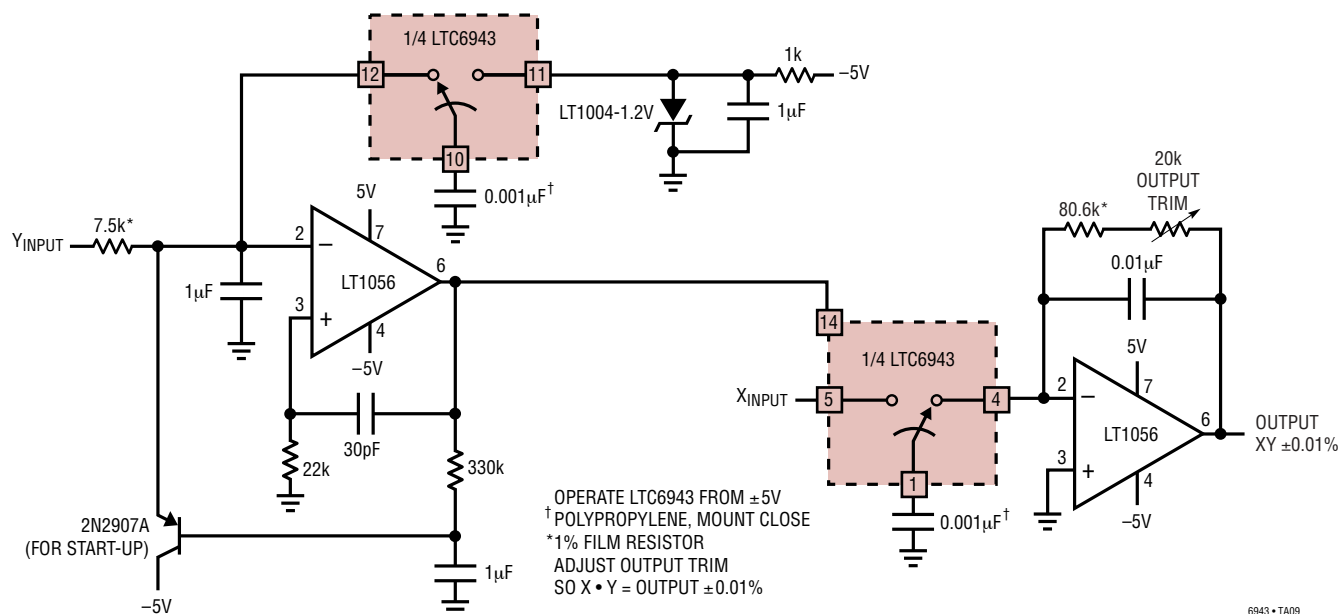 1/4 LTC6943
12
11
10
1k
–5V
LT1004-1.2V
1µF
0.001µF†
5V
7.5k*
YINPUT
2
–
7
6
LT1056
1µF
3
+
4
–5V
30pF
22k
330k
2N2907A
(FOR START-UP)
–5V
1µF
OPERATE LTC6943 FROM ±5V
†POLYPROPYLENE, MOUNT CLOSE
*1% FILM RESISTOR
ADJUST OUTPUT TRIM
SO X • Y = OUTPUT ±0.01%
14
1/4 LTC6943
XINPUT
5
4
1
0.001µF†
20k
OUTPUT
TRIM
80.6k*
0.01µF
5V
2
–
7
6
LT1056
3
+
4
–5V
OUTPUT
XY ±0.01%
6943 • TA09